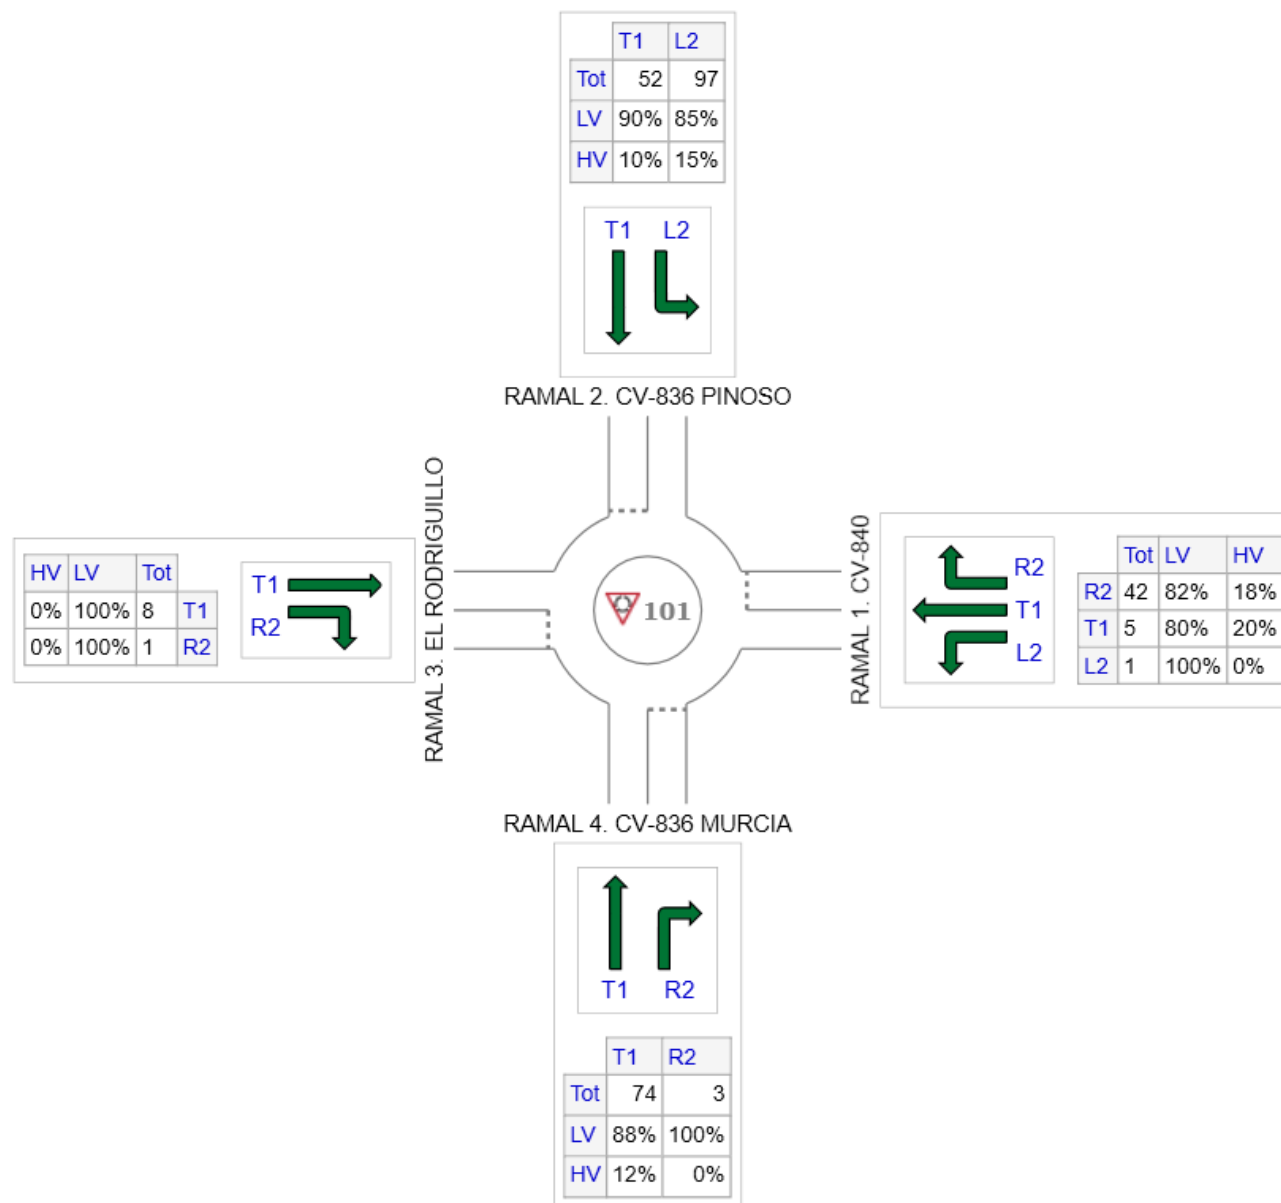 T1 L2
Tot 52 97
LV 90% 85%
HV 10% 15%
T1 L2
RAMAL 2. CV-836 PINOSO
RAMAL 3. EL RODRIGUILLO
HV LV Tot
0% 100% 8 T1
0% 100% 1 R2
T1
R2
101
RAMAL 1. CV-840
R2
T1
L2
Tot LV HV
R2 42 82% 18%
T1 5 80% 20%
L2 1 100% 0%
RAMAL 4. CV-836 MURCIA
T1 R2
T1 R2
Tot 74 3
LV 88% 100%
HV 12% 0%